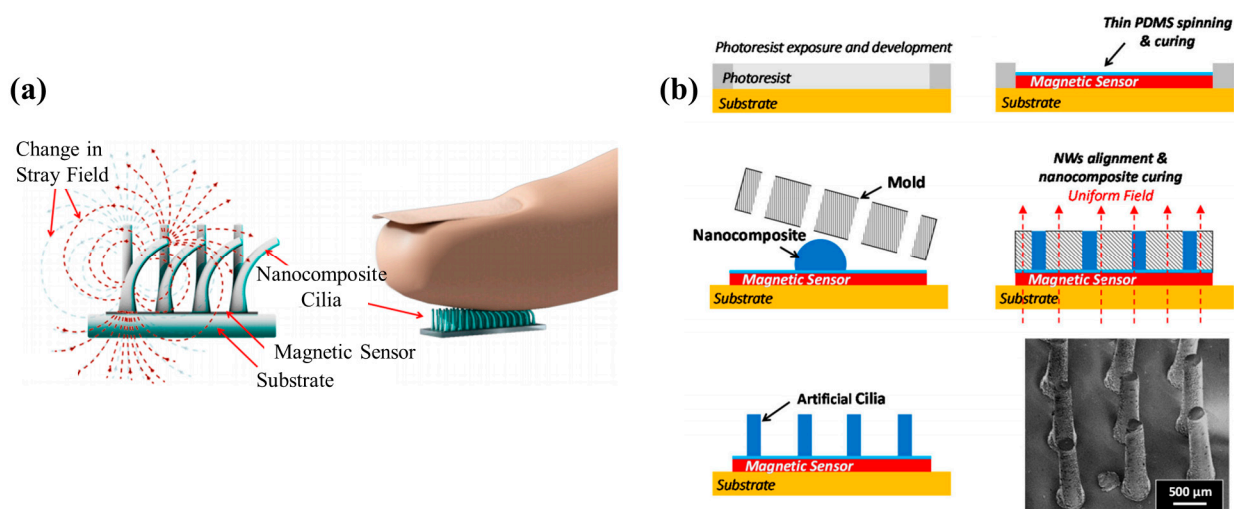 (a)
Change in
Stray Field
Nanocomposite
Cilia
Magnetic Sensor
Substrate
(b)
Photoresist exposure and development
Photoresist
Substrate
Thin PDMS spinning
& curing
Magnetic Sensor
Substrate
Mold
Nanocomposite
Magnetic Sensor
Substrate
NWs alignment &
nanocomposite curing
Uniform Field
Magnetic Sensor
Substrate
Artificial Cilia
Magnetic Sensor
Substrate
500 µm